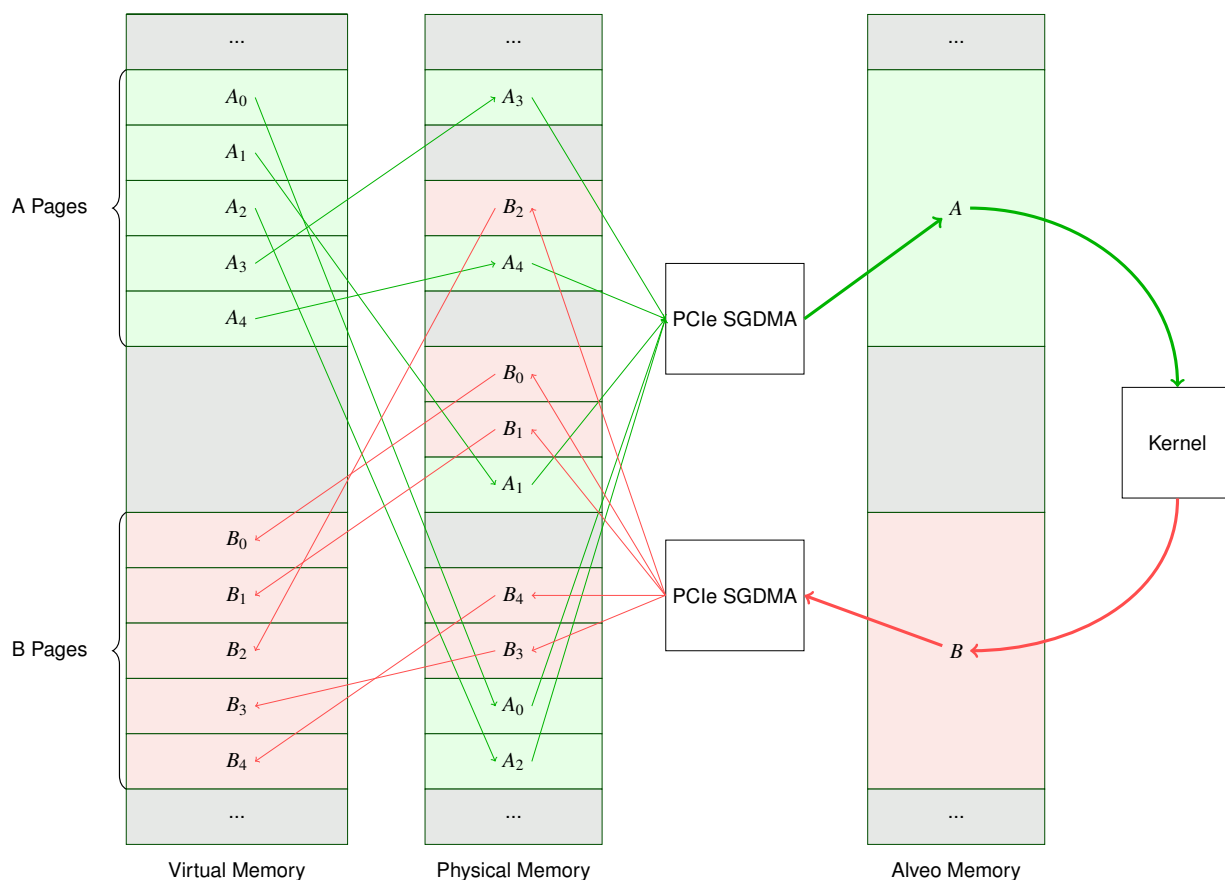 ...
A0
A1
A2
A3
A4
A Pages
B0
B1
B2
B3
B4
B Pages
...
Virtual Memory
...
A3
B2
A4
B0
B1
A1
B4
B3
A0
A2
...
Physical Memory
PCIe SGDMA
PCIe SGDMA
...
A
B
...
Alveo Memory
Kernel